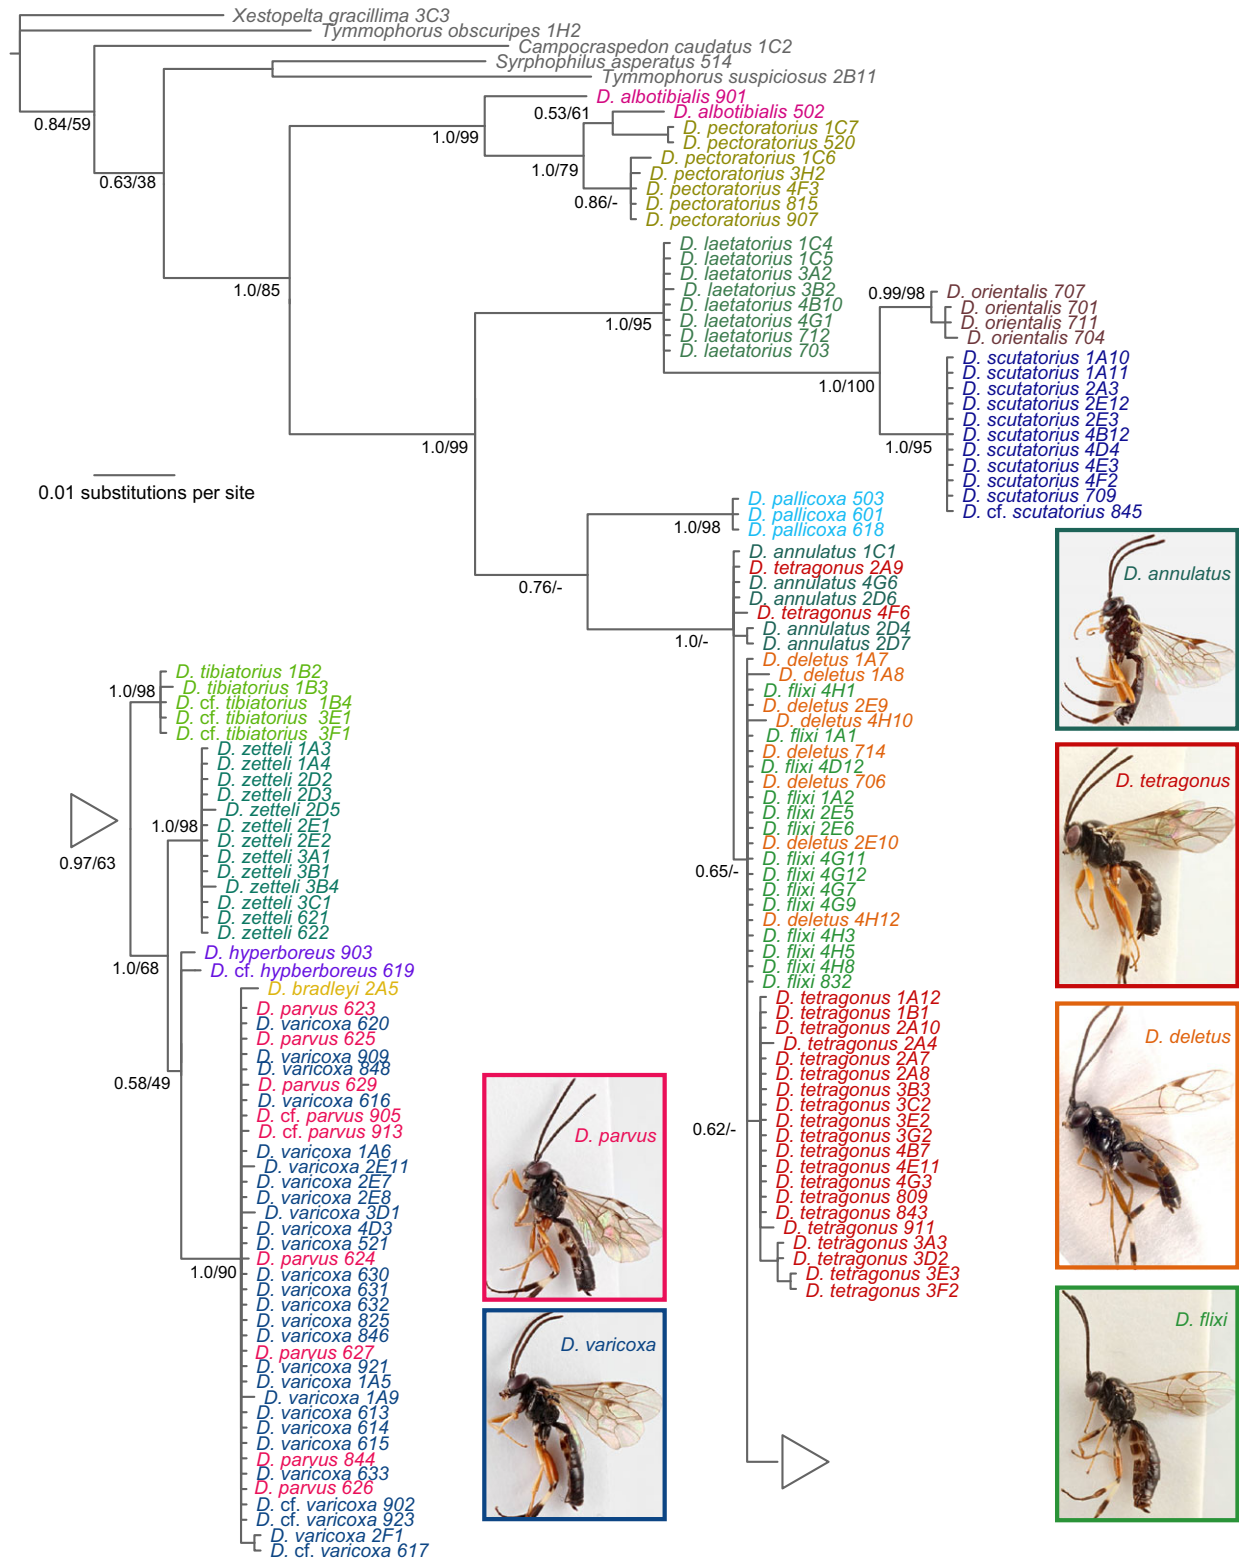 Xestopelta gracillima 3C3
Tymmophorus obscuripes 1H2
Campocraspedon caudatus 1C2
Syrphophilus asperatus 514
Tymmophorus suspiciosus 2B11
0.84/59
0.63/38
1.0/85
1.0/99
0.53/61
1.0/79
0.86/-
D. albotibialis 901
D. albotibialis 502
D. pectoratorius 1C7
D. pectoratorius 520
D. pectoratorius 1C6
D. pectoratorius 3H2
D. pectoratorius 4F3
D. pectoratorius 815
D. pectoratorius 907
D. laetatorius 1C4
D. laetatorius 1C5
D. laetatorius 3A2
D. laetatorius 3B2
D. laetatorius 4B10
D. laetatorius 4G1
D. laetatorius 712
D. laetatorius 703
1.0/95
0.99/98
D. orientalis 707
D. orientalis 701
D. orientalis 711
D. orientalis 704
1.0/100
1.0/95
D. scutatorius 1A10
D. scutatorius 1A11
D. scutatorius 2A3
D. scutatorius 2E12
D. scutatorius 2E3
D. scutatorius 4B12
D. scutatorius 4D4
D. scutatorius 4E3
D. scutatorius 4F2
D. scutatorius 709
D. cf. scutatorius 845
1.0/99
0.01 substitutions per site
1.0/98
D. pallicoxa 503
D. pallicoxa 601
D. pallicoxa 618
0.76/-
1.0/-
D. annulatus 1C1
D. tetragonus 2A9
D. annulatus 4G6
D. annulatus 2D6
D. tetragonus 4F6
D. annulatus 2D4
D. annulatus 2D7
D. deletus 1A7
D. deletus 1A8
D. flixi 4H1
D. deletus 2E9
D. deletus 4H10
D. flixi 1A1
D. deletus 714
D. flixi 4D12
D. deletus 706
D. flixi 1A2
D. flixi 2E5
D. flixi 2E6
D. deletus 2E10
D. flixi 4G11
D. flixi 4G12
D. flixi 4G7
D. flixi 4G9
D. deletus 4H12
D. flixi 4H3
D. flixi 4H5
D. flixi 4H8
D. flixi 832
0.65/-
0.62/-
D. tetragonus 1A12
D. tetragonus 1B1
D. tetragonus 2A10
D. tetragonus 2A4
D. tetragonus 2A7
D. tetragonus 2A8
D. tetragonus 3B3
D. tetragonus 3C2
D. tetragonus 3E2
D. tetragonus 3G2
D. tetragonus 4B7
D. tetragonus 4E11
D. tetragonus 4G3
D. tetragonus 809
D. tetragonus 843
D. tetragonus 911
D. tetragonus 3A3
D. tetragonus 3D2
D. tetragonus 3E3
D. tetragonus 3F2
1.0/98
D. tibiatorius 1B2
D. tibiatorius 1B3
D. cf. tibiatorius 1B4
D. cf. tibiatorius 3E1
D. cf. tibiatorius 3F1
0.97/63
1.0/98
D. zetteli 1A3
D. zetteli 1A4
D. zetteli 2D2
D. zetteli 2D3
D. zetteli 2D5
D. zetteli 2E1
D. zetteli 2E2
D. zetteli 3A1
D. zetteli 3B1
D. zetteli 3B4
D. zetteli 3C1
D. zetteli 621
D. zetteli 622
1.0/68
0.58/49
1.0/90
D. hyperboreus 903
D. cf. hypberboreus 619
D. bradleyi 2A5
D. parvus 623
D. varicoxa 620
D. parvus 625
D. varicoxa 909
D. varicoxa 848
D. parvus 629
D. varicoxa 616
D. cf. parvus 905
D. cf. parvus 913
D. varicoxa 1A6
D. varicoxa 2E11
D. varicoxa 2E7
D. varicoxa 2E8
D. varicoxa 3D1
D. varicoxa 4D3
D. varicoxa 521
D. parvus 624
D. varicoxa 630
D. varicoxa 631
D. varicoxa 632
D. varicoxa 825
D. varicoxa 846
D. parvus 627
D. varicoxa 921
D. varicoxa 1A5
D. varicoxa 1A9
D. varicoxa 613
D. varicoxa 614
D. varicoxa 615
D. parvus 844
D. varicoxa 633
D. parvus 626
D. cf. varicoxa 902
D. cf. varicoxa 923
D. varicoxa 2F1
D. cf. varicoxa 617
D. parvus
D. varicoxa
D. annulatus
D. tetragonus
D. deletus
D. flixi